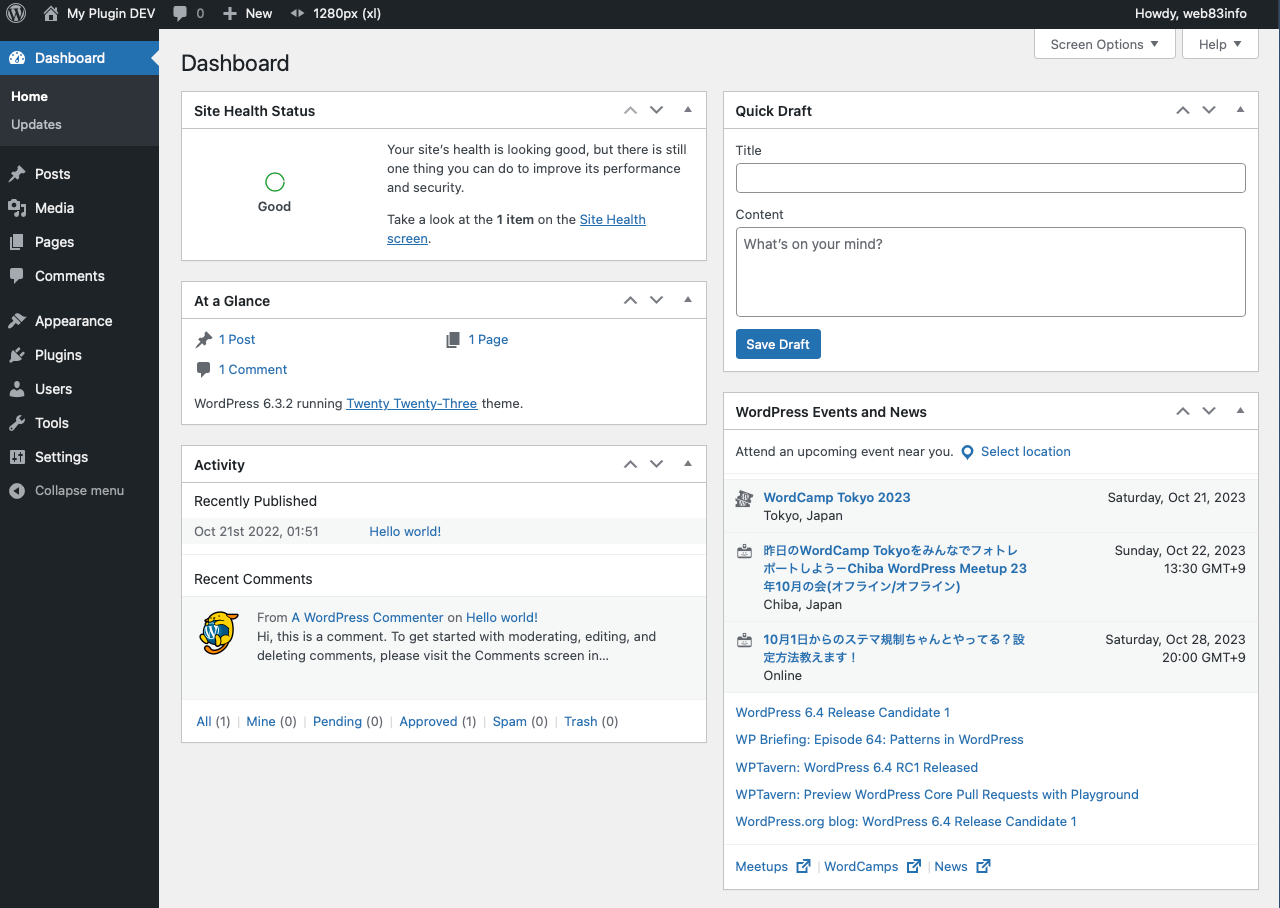 My Plugin DEV 0 New 1280px (xl) Howdy, web83info
Dashboard
Home
Updates
Posts
Media
Pages
Comments
Appearance
Plugins
Users
Tools
Settings
Collapse menu
Screen Options Help
Dashboard
Site Health Status
Good
Your site's health is looking good, but there is still
one thing you can do to improve its performance
and security.
Take a look at the 1 item on the Site Health
screen.
At a Glance
1 Post 1 Page
1 Comment
WordPress 6.3.2 running Twenty Twenty-Three theme.
Activity
Recently Published
Oct 21st 2022, 01:51 Hello world!
Recent Comments
From A WordPress Commenter on Hello world!
Hi, this is a comment. To get started with moderating, editing, and
deleting comments, please visit the Comments screen in…
All (1) | Mine (0) | Pending (0) | Approved (1) | Spam (0) | Trash (0)
Quick Draft
Title
Content
What's on your mind?
Save Draft
WordPress Events and News
Attend an upcoming event near you. Select location
WordCamp Tokyo 2023 Saturday, Oct 21, 2023
Tokyo, Japan
昨日のWordCamp Tokyoをみんなでフォトレ Sunday, Oct 22, 2023
ポートしようーChiba WordPress Meetup 23 13:30 GMT+9
年10月の会(オフライン/オフライン)
Chiba, Japan
10月1日からのステマ規制ちゃんとやってる？設 Saturday, Oct 28, 2023
定方法教えます！ 20:00 GMT+9
Online
WordPress 6.4 Release Candidate 1
WP Briefing: Episode 64: Patterns in WordPress
WPTavern: WordPress 6.4 RC1 Released
WPTavern: Preview WordPress Core Pull Requests with Playground
WordPress.org blog: WordPress 6.4 Release Candidate 1
Meetups | WordCamps | News